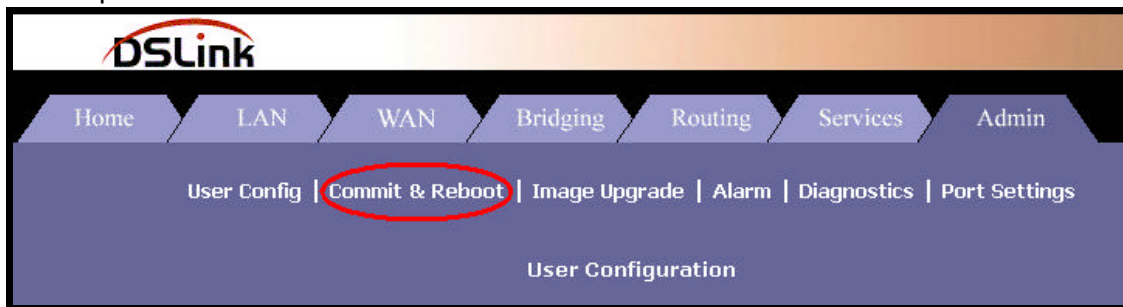 DSLink
Home LAN WAN Bridging Routing Services Admin
User Config | Commit & Reboot | Image Upgrade | Alarm | Diagnostics | Port Settings
User Configuration